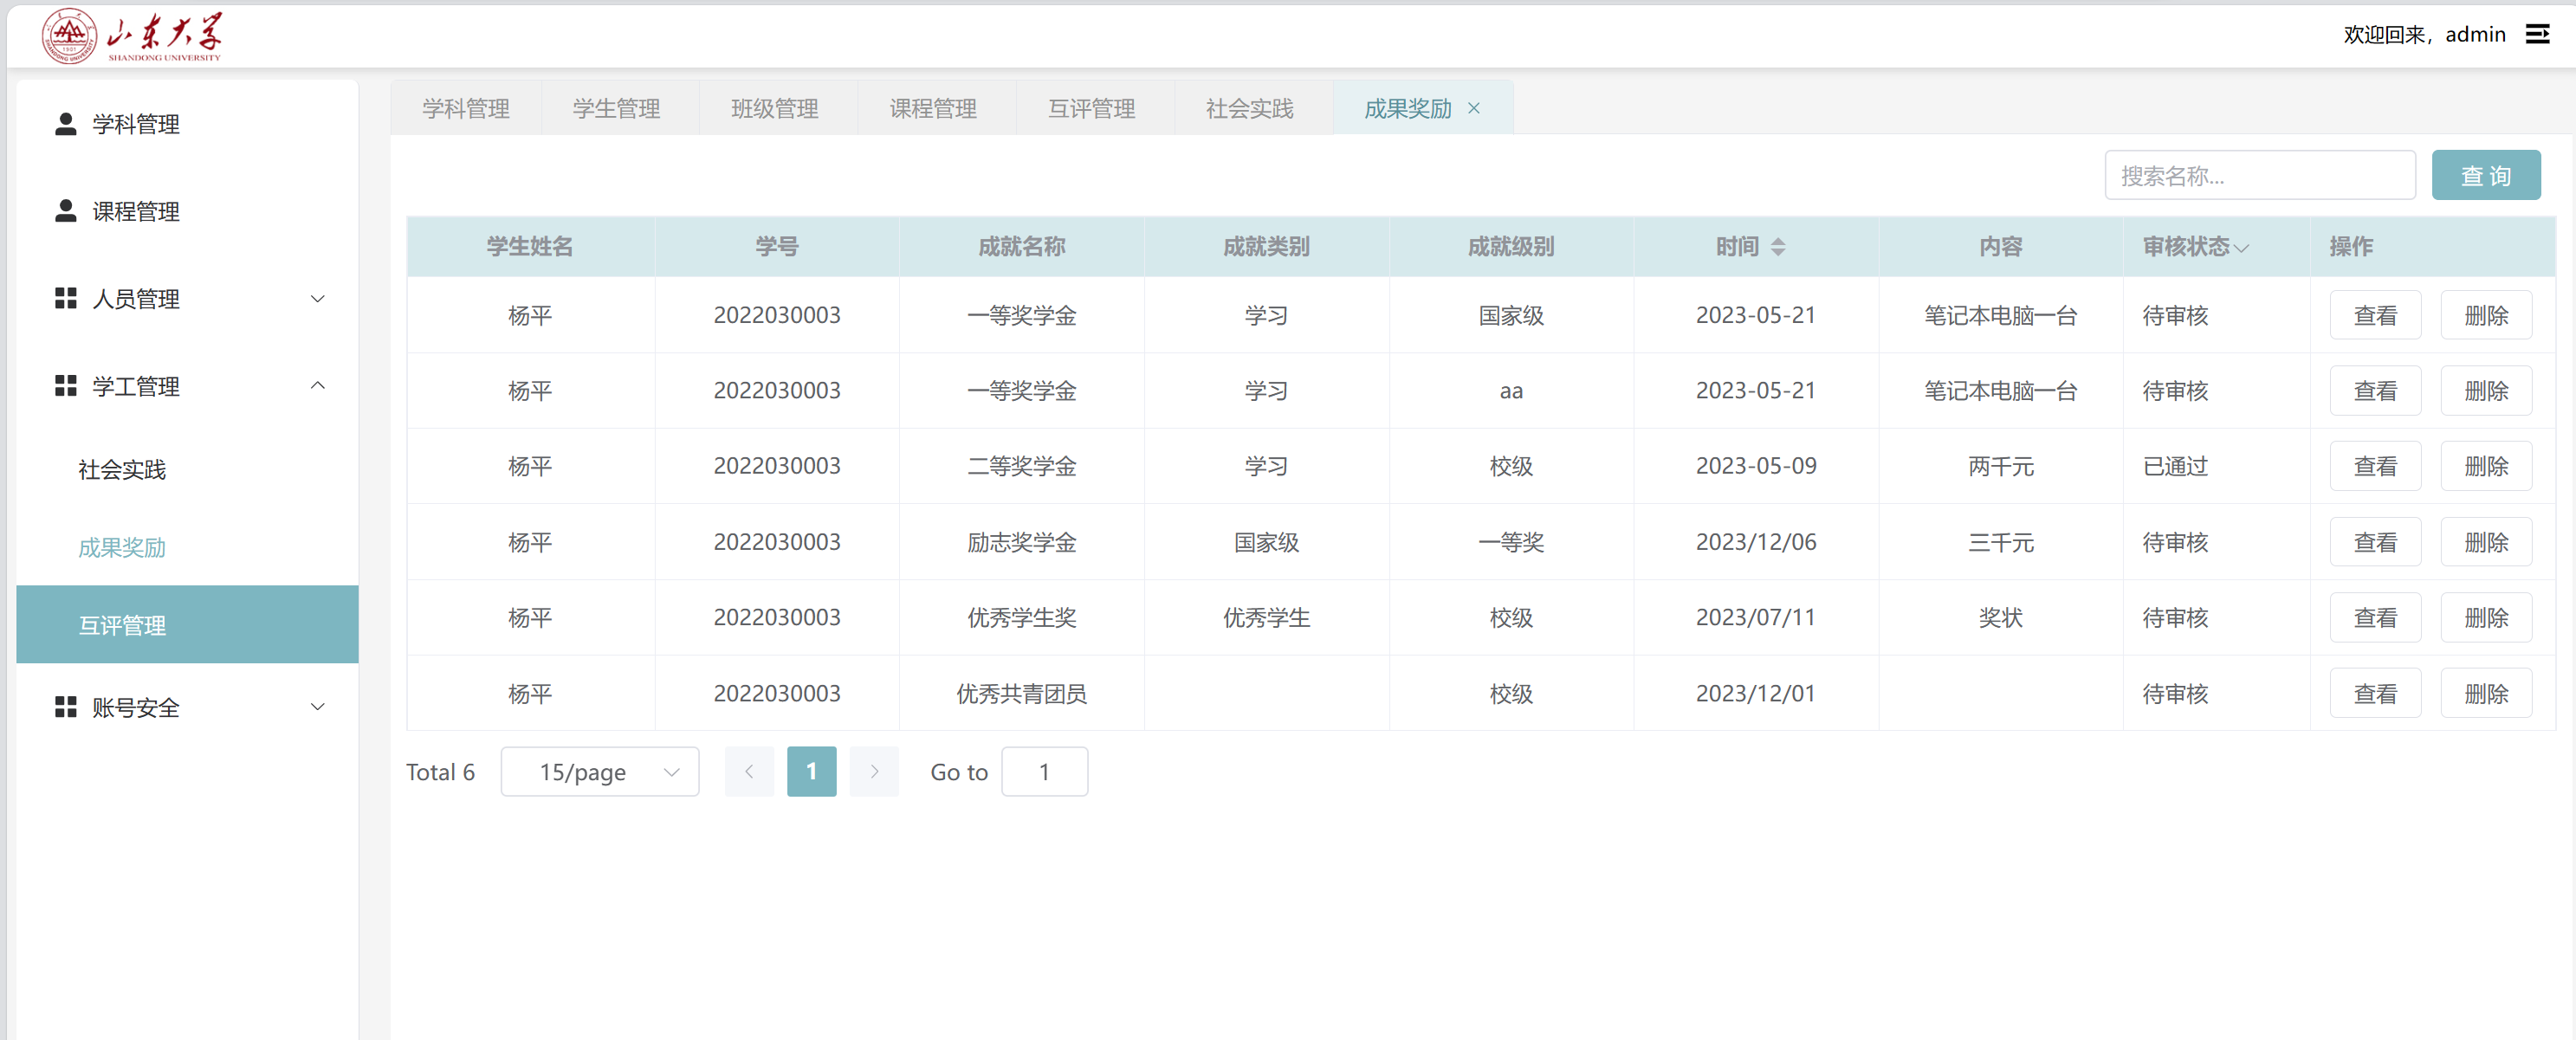 山东大学
SHANDONG UNIVERSITY
欢迎回来，admin
学科管理
课程管理
人员管理
学工管理
社会实践
成果奖励
互评管理
账号安全
学科管理 学生管理 班级管理 课程管理 互评管理 社会实践 成果奖励
搜索名称... 查询
学生姓名 学号 成就名称 成就类别 成就级别 时间 内容 审核状态 操作
杨平 2022030003 一等奖学金 学习 国家级 2023-05-21 笔记本电脑一台 待审核 查看 删除
杨平 2022030003 一等奖学金 学习 aa 2023-05-21 笔记本电脑一台 待审核 查看 删除
杨平 2022030003 二等奖学金 学习 校级 2023-05-09 两千元 已通过 查看 删除
杨平 2022030003 励志奖学金 国家级 一等奖 2023/12/06 三千元 待审核 查看 删除
杨平 2022030003 优秀学生奖 优秀学生 校级 2023/07/11 奖状 待审核 查看 删除
杨平 2022030003 优秀共青团员 校级 2023/12/01 待审核 查看 删除
Total 6 15/page 1 Go to 1